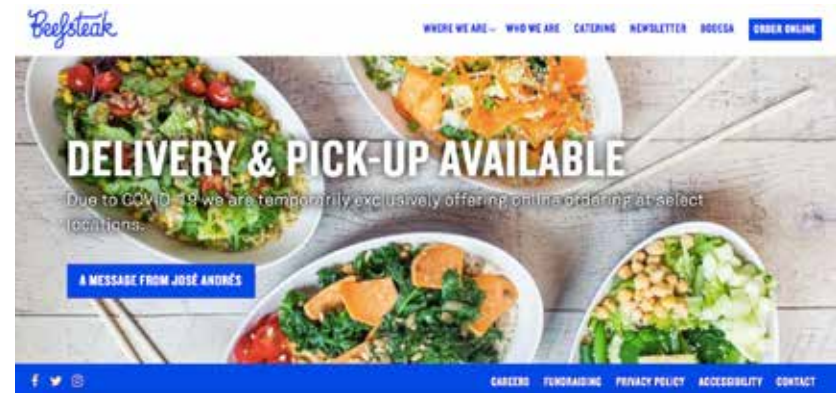 Beefsteak
WHERE WE ARE WHO WE ARE CATERING NEWSLETTER BODEGA ORDER ONLINE
DELIVERY & PICK-UP AVAILABLE
Due to COVID-19 we are temporarily exclusively offering online ordering at select
locations.
A MESSAGE FROM JOSÉ ANDRÉS
CAREERS FUNDRAISING PRIVACY POLICY ACCESSIBILITY CONTACT